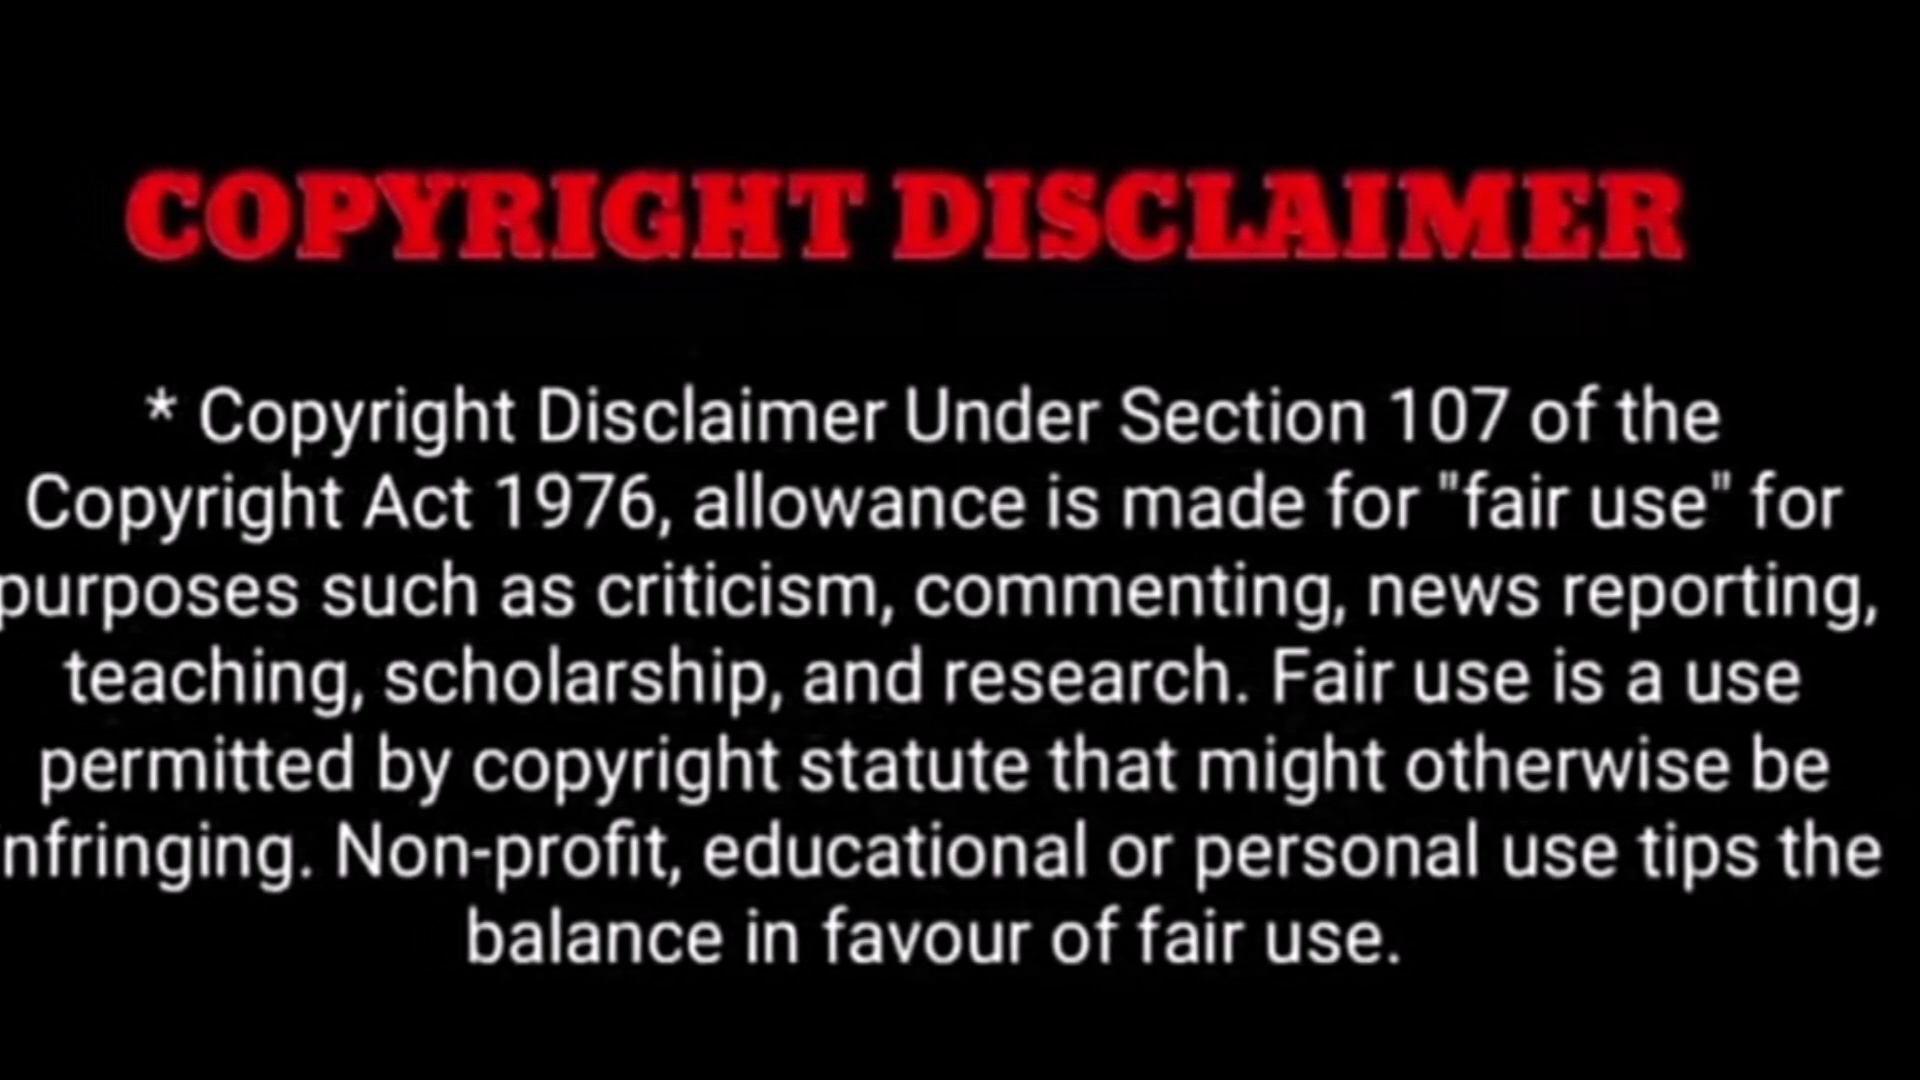 COPYRIGHT DISCLAIMER
* Copyright Disclaimer Under Section 107 of the
Copyright Act 1976, allowance is made for "fair use" for
purposes such as criticism, commenting, news reporting,
teaching, scholarship, and research. Fair use is a use
permitted by copyright statute that might otherwise be
nfringing. Non-profit, educational or personal use tips the
balance in favour of fair use.